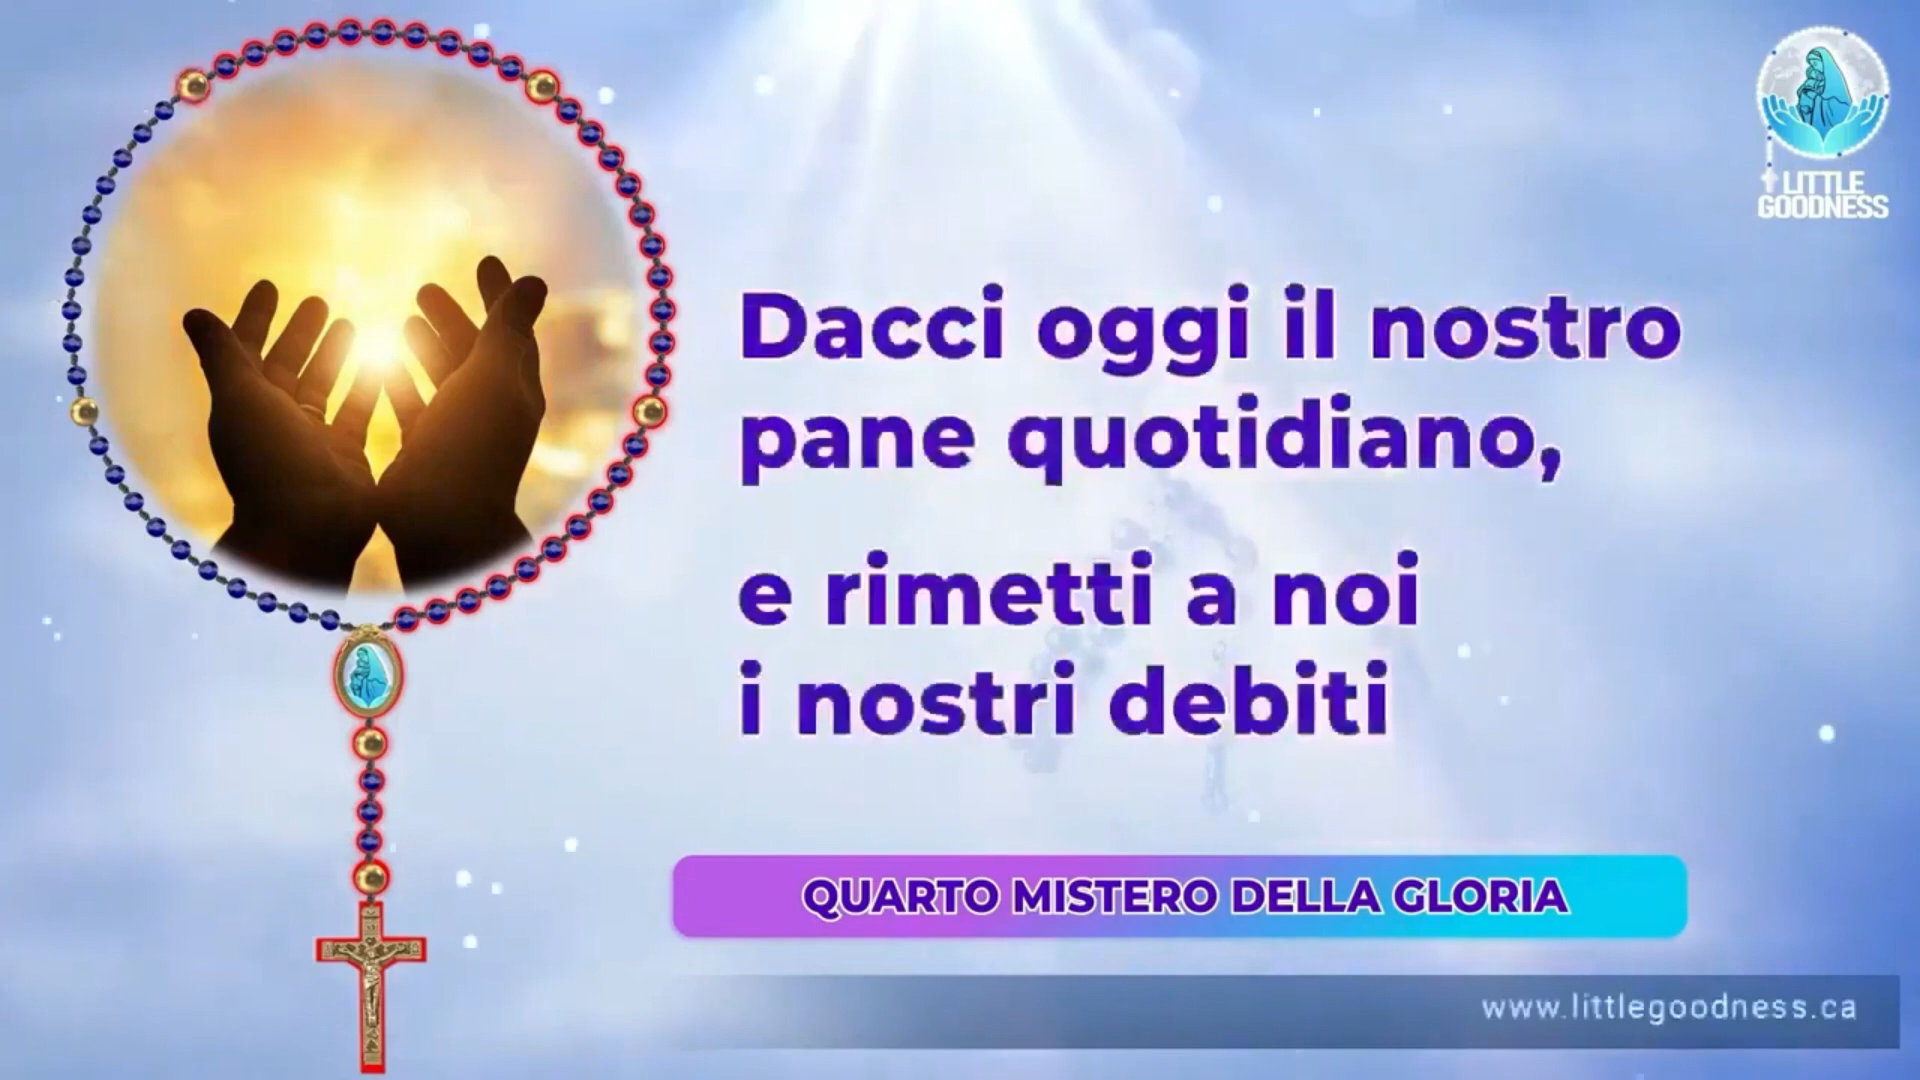 LITTLE
GOODNESS
Dacci oggi il nostro
pane quotidiano,
e rimetti a noi
i nostri debiti
QUARTO MISTERO DELLA GLORIA
www.littlegoodness.ca